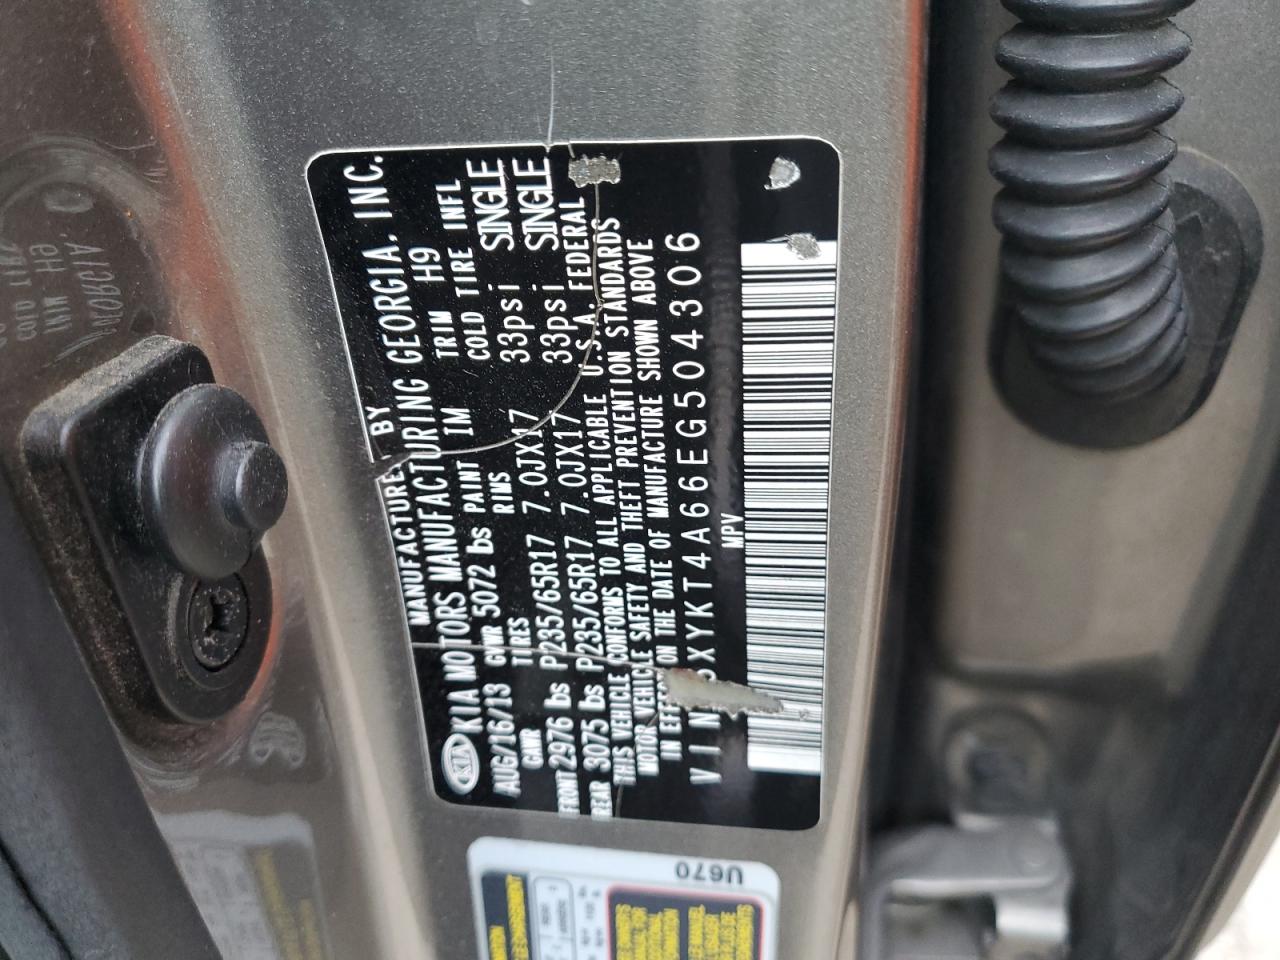 MANUFACTURED BY
KIA MOTORS MANUFACTURING GEORGIA, INC.
AUG/16/13 GVWR 5072 lbs PAINT IM TRIM H9
GAWR TIRES RIMS COLD TIRE INFL
FRONT 2976 lbs P235/65R17 7.0JX17 33psi SINGLE
REAR 3075 lbs P235/65R17 7.0JX17 33psi SINGLE
THIS VEHICLE CONFORMS TO ALL APPLICABLE U.S.A. FEDERAL
MOTOR VEHICLE SAFETY AND THEFT PREVENTION STANDARDS
IN EFFECT ON THE DATE OF MANUFACTURE SHOWN ABOVE
VIN: 5XYKT4A66EG504306
MPV
U670